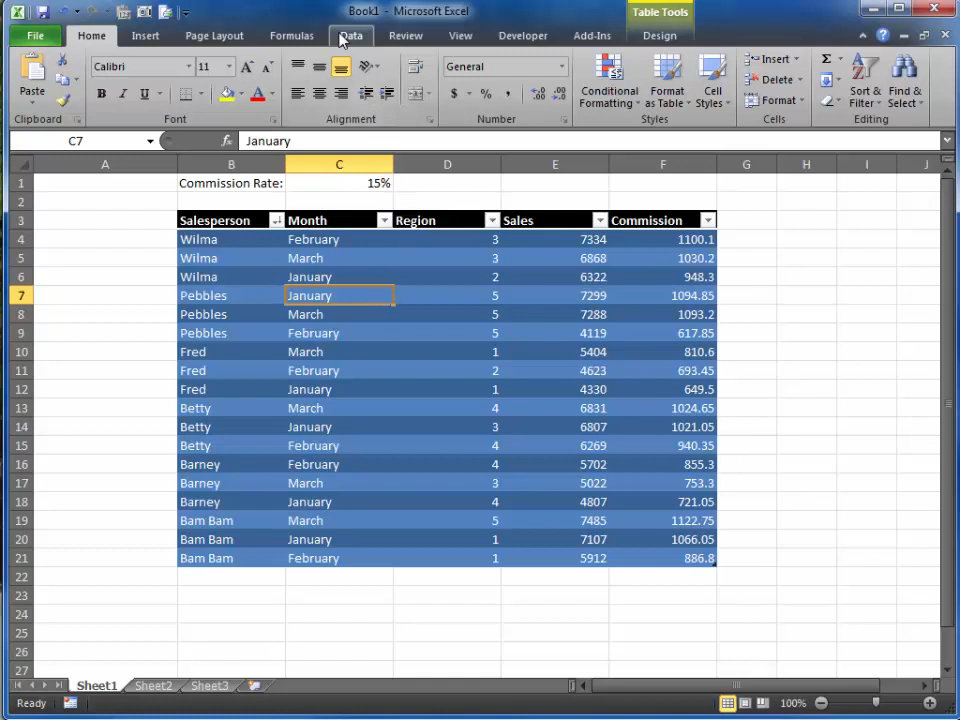 Book1 - Microsoft Excel
Table Tools
File Home Insert Page Layout Formulas Data Review View Developer Add-Ins Design
Paste
Calibri 11
B I U
General
$ % ,
Conditional Formatting
Format as Table
Cell Styles
Insert
Delete
Format
Σ
Sort & Filter
Find & Select
Clipboard Font Alignment Number Styles Cells Editing
C7 fx January
A B C D E F G H I J
1 Commission Rate: 15%
2
3 Salesperson Month Region Sales Commission
4 Wilma February 3 7334 1100.1
5 Wilma March 3 6868 1030.2
6 Wilma January 2 6322 948.3
7 Pebbles January 5 7299 1094.85
8 Pebbles March 5 7288 1093.2
9 Pebbles February 5 4119 617.85
10 Fred March 1 5404 810.6
11 Fred February 2 4623 693.45
12 Fred January 1 4330 649.5
13 Betty March 4 6831 1024.65
14 Betty January 3 6807 1021.05
15 Betty February 4 6269 940.35
16 Barney February 4 5702 855.3
17 Barney March 3 5022 753.3
18 Barney January 4 4807 721.05
19 Bam Bam March 5 7485 1122.75
20 Bam Bam January 1 7107 1066.05
21 Bam Bam February 1 5912 886.8
22
23
24
25
26
27
Sheet1 Sheet2 Sheet3
Ready 100%